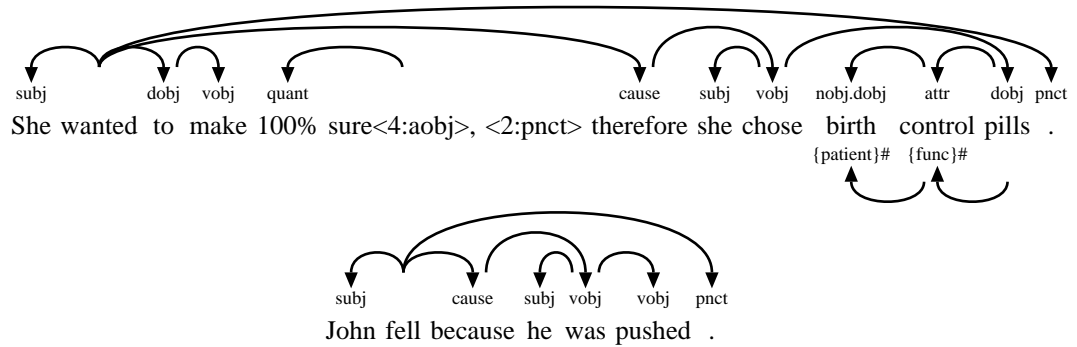 subj dobj vobj quant cause subj vobj nobj.dobj attr dobj pnct
She wanted to make 100% sure<4:aobj>, <2:pnct> therefore she chose birth control pills .
{patient}# {func}#
subj cause subj vobj vobj pnct
John fell because he was pushed .